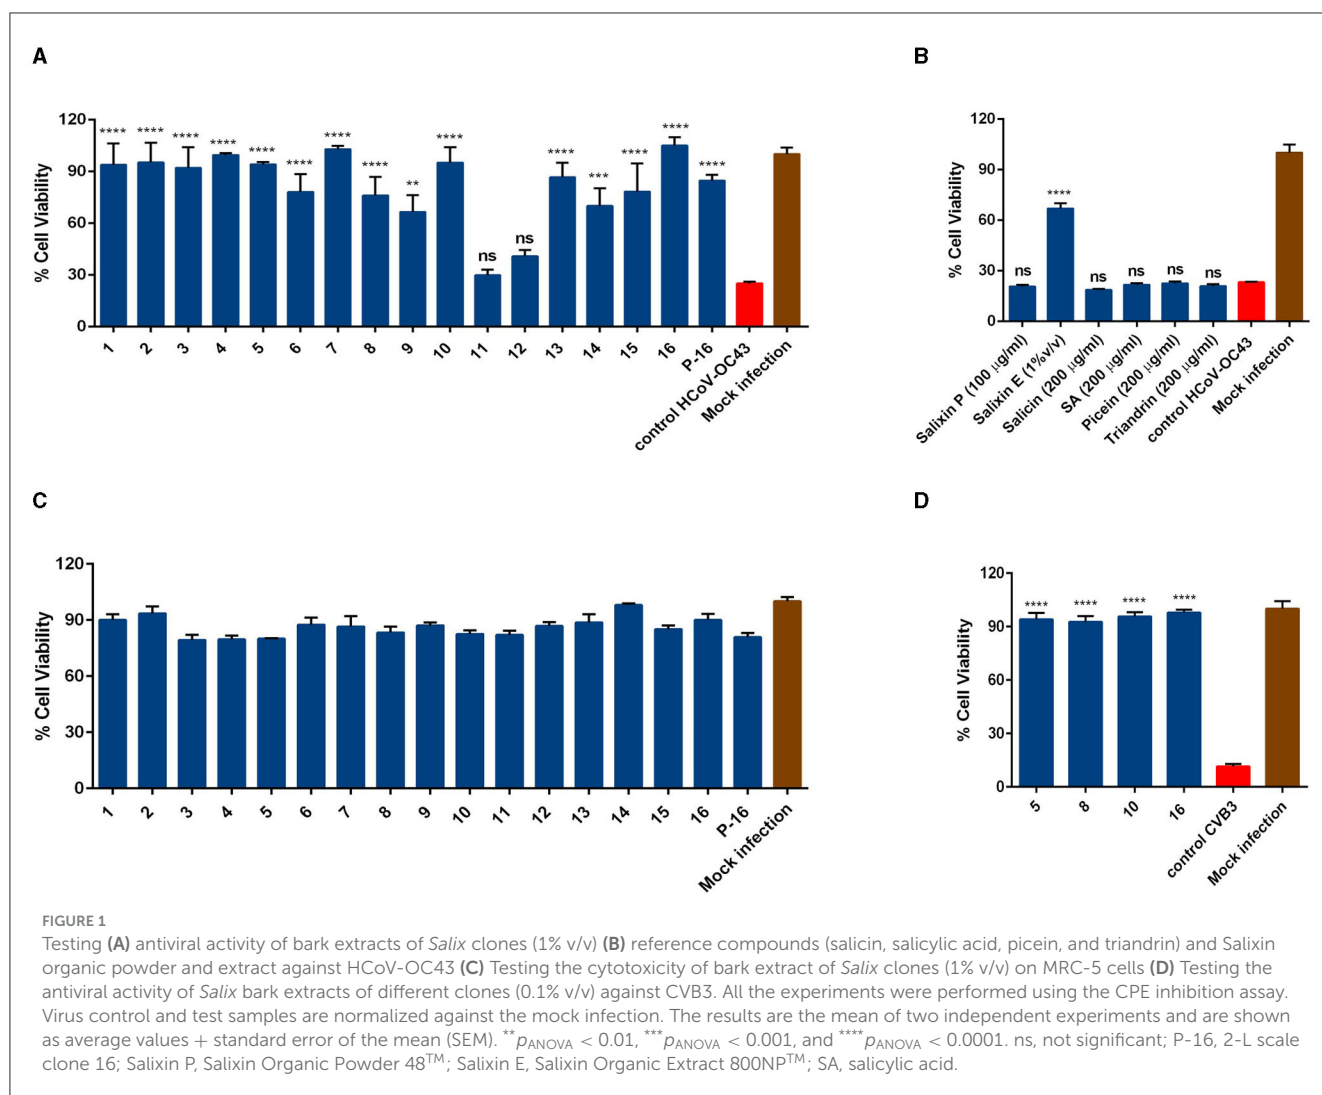 A
% Cell Viability
120
90
60
30
0
**** **** **** **** **** **** **** **** ** **** ns ns **** *** **** **** ****
1 2 3 4 5 6 7 8 9 10 11 12 13 14 15 16 P-16 control HCoV-OC43 Mock infection
B
% Cell Viability
120
90
60
30
0
ns **** ns ns ns ns
Salixin P (100 μg/ml)
Salixin E (1%v/v)
Salicin (200 μg/ml)
SA (200 μg/ml)
Picein (200 μg/ml)
Triandrin (200 μg/ml)
control HCoV-OC43
Mock infection
C
% Cell Viability
120
90
60
30
0
1 2 3 4 5 6 7 8 9 10 11 12 13 14 15 16 P-16 Mock infection
D
% Cell Viability
120
90
60
30
0
**** **** **** ****
5 8 10 16 control CVB3 Mock infection
FIGURE 1
Testing (A) antiviral activity of bark extracts of Salix clones (1% v/v) (B) reference compounds (salicin, salicylic acid, picein, and triandrin) and Salixin
organic powder and extract against HCoV-OC43 (C) Testing the cytotoxicity of bark extract of Salix clones (1% v/v) on MRC-5 cells (D) Testing the
antiviral activity of Salix bark extracts of different clones (0.1% v/v) against CVB3. All the experiments were performed using the CPE inhibition assay.
Virus control and test samples are normalized against the mock infection. The results are the mean of two independent experiments and are shown
as average values + standard error of the mean (SEM). **pANOVA < 0.01, ***pANOVA < 0.001, and ****pANOVA < 0.0001. ns, not significant; P-16, 2-L scale
clone 16; Salixin P, Salixin Organic Powder 48™; Salixin E, Salixin Organic Extract 800NP™; SA, salicylic acid.